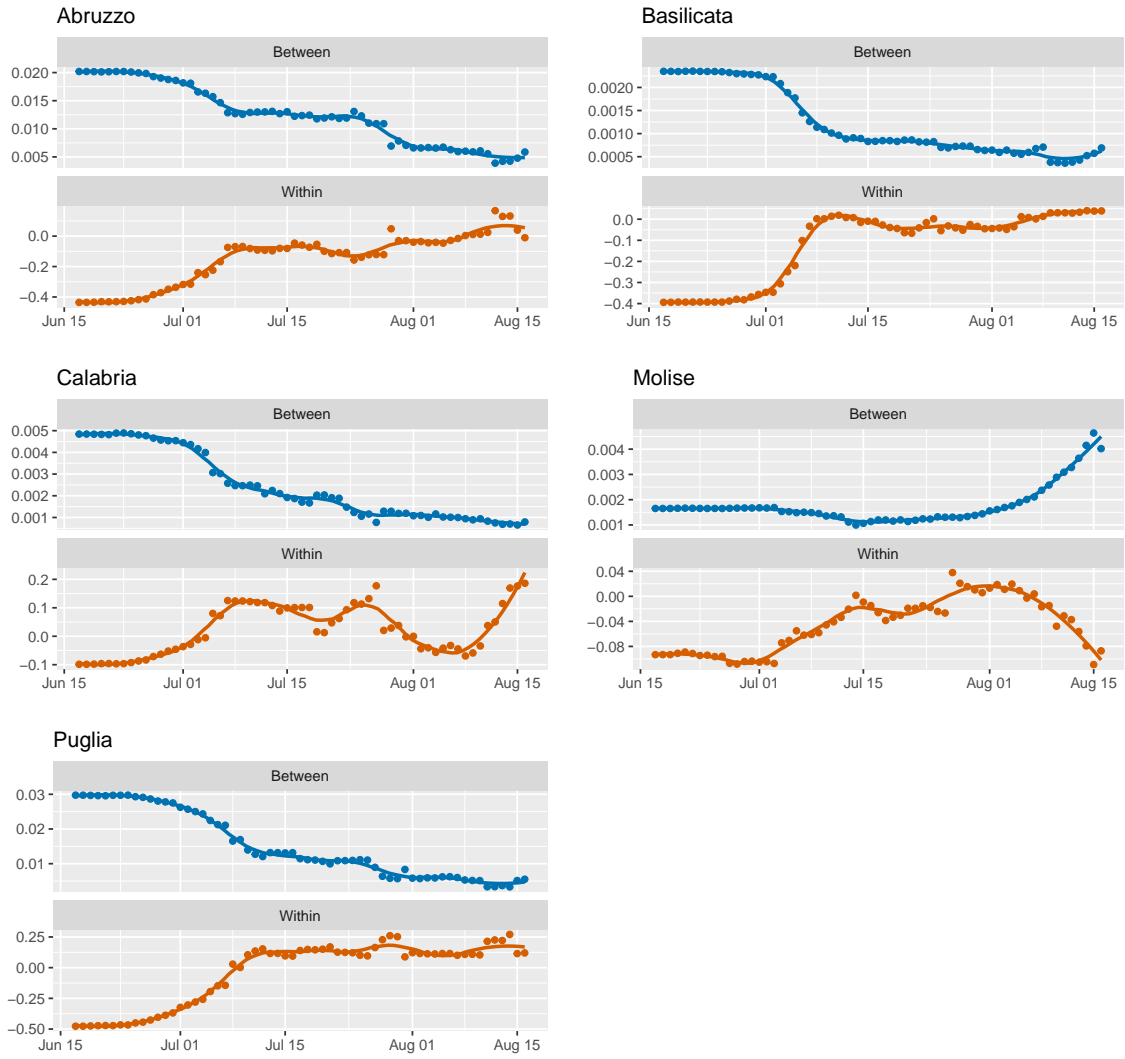 Abruzzo
Between
0.020
0.015
0.010
0.005
Within
0.0
−0.2
−0.4
Jun 15 Jul 01 Jul 15 Aug 01 Aug 15
Basilicata
Between
0.0020
0.0015
0.0010
0.0005
Within
0.0
−0.1
−0.2
−0.3
−0.4
Jun 15 Jul 01 Jul 15 Aug 01 Aug 15
Calabria
Between
0.005
0.004
0.003
0.002
0.001
Within
0.2
0.1
0.0
−0.1
Jun 15 Jul 01 Jul 15 Aug 01 Aug 15
Molise
Between
0.004
0.003
0.002
0.001
Within
0.04
0.00
−0.04
−0.08
Jun 15 Jul 01 Jul 15 Aug 01 Aug 15
Puglia
Between
0.03
0.02
0.01
Within
0.25
0.00
−0.25
−0.50
Jun 15 Jul 01 Jul 15 Aug 01 Aug 15